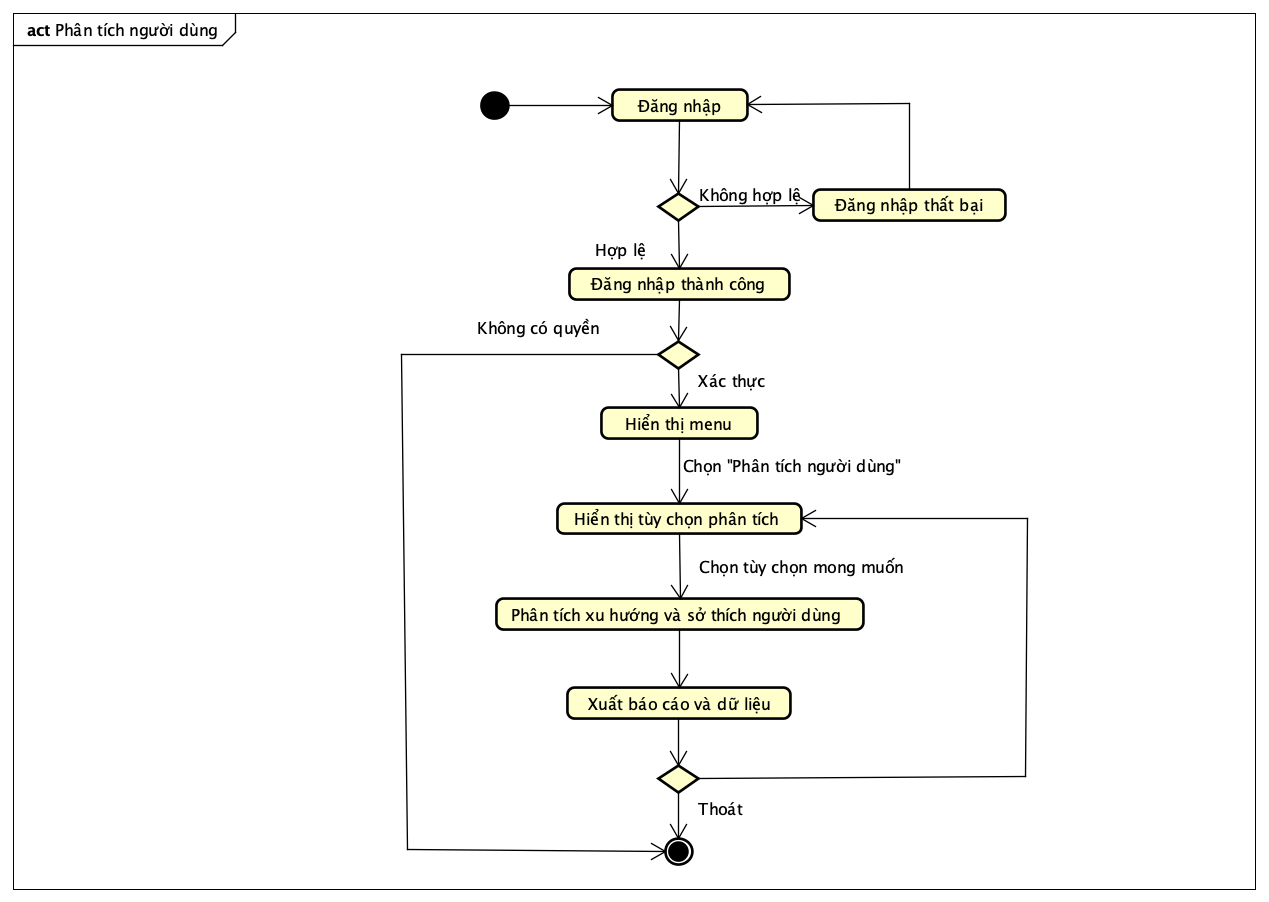 act Phân tích người dùng
Đăng nhập
Không hợp lệ
Đăng nhập thất bại
Hợp lệ
Đăng nhập thành công
Không có quyền
Xác thực
Hiển thị menu
Chọn "Phân tích người dùng"
Hiển thị tùy chọn phân tích
Chọn tùy chọn mong muốn
Phân tích xu hướng và sở thích người dùng
Xuất báo cáo và dữ liệu
Thoát